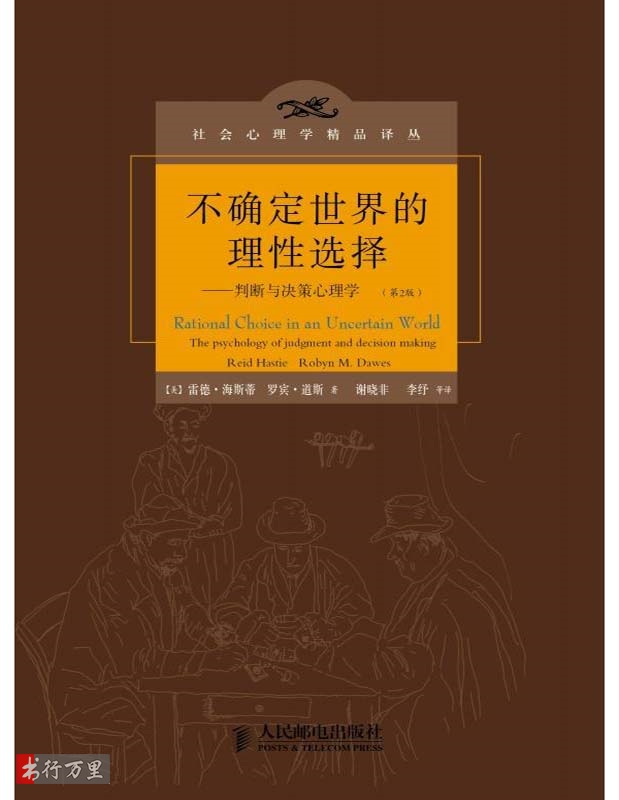 社会心理学精品译丛
不确定世界的
理性选择
——判断与决策心理学 （第2版）
Rational Choice in an Uncertain World
The psychology of judgment and decision making
Reid Hastie Robyn M. Dawes
【美】雷德·海斯蒂 罗宾·道斯 著 谢晓非 李纾 等译
人民邮电出版社
POSTS & TELECOM PRESS
书行万里